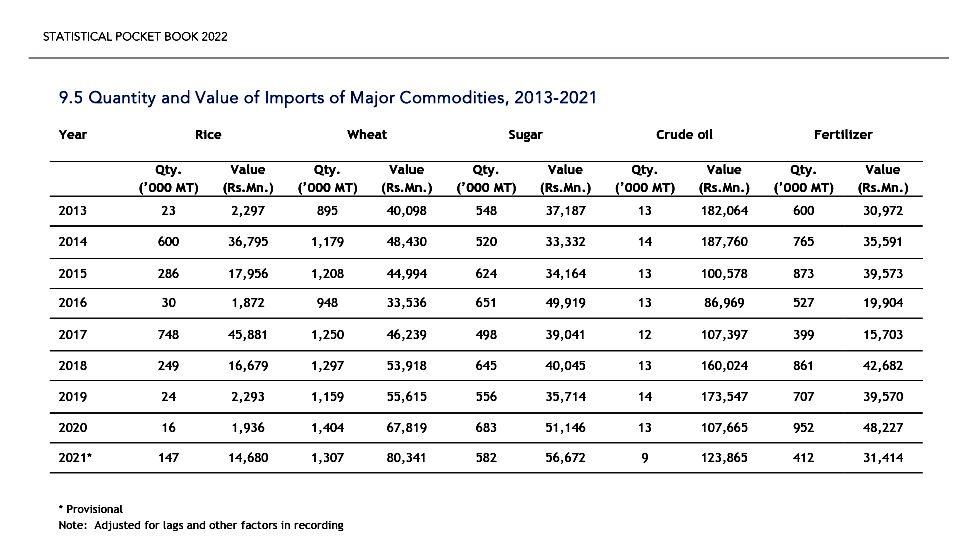 STATISTICAL POCKET BOOK 2022
9.5 Quantity and Value of Imports of Major Commodities, 2013-2021
Year Rice Wheat Sugar Crude oil Fertilizer
Qty. Value Qty. Value Qty. Value Qty. Value Qty. Value
('000 MT) (Rs.Mn.) ('000 MT) (Rs.Mn.) ('000 MT) (Rs.Mn.) ('000 MT) (Rs.Mn.) ('000 MT) (Rs.Mn.)
2013 23 2,297 895 40,098 548 37,187 13 182,064 600 30,972
2014 600 36,795 1,179 48,430 520 33,332 14 187,760 765 35,591
2015 286 17,956 1,208 44,994 624 34,164 13 100,578 873 39,573
2016 30 1,872 948 33,536 651 49,919 13 86,969 527 19,904
2017 748 45,881 1,250 46,239 498 39,041 12 107,397 399 15,703
2018 249 16,679 1,297 53,918 645 40,045 13 160,024 861 42,682
2019 24 2,293 1,159 55,615 556 35,714 14 173,547 707 39,570
2020 16 1,936 1,404 67,819 683 51,146 13 107,665 952 48,227
2021* 147 14,680 1,307 80,341 582 56,672 9 123,865 412 31,414
* Provisional
Note: Adjusted for lags and other factors in recording